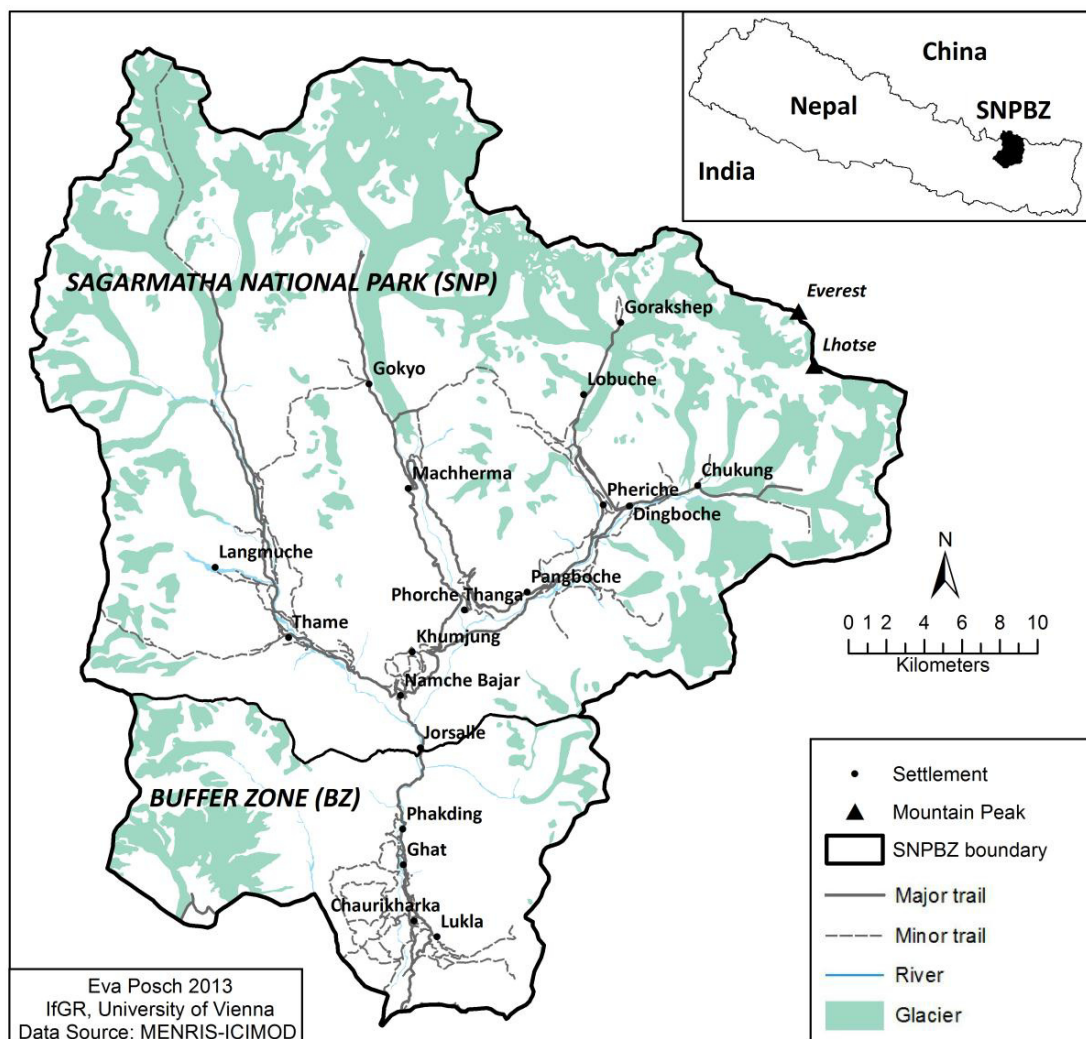 China
Nepal
SNPBZ
India
SAGARMATHA NATIONAL PARK (SNP)
Everest
Gorakshep
Lhotse
Gokyo
Lobuche
Machherma
Chukung
Pheriche
Dingboche
Langmuche
Pangboche
Phorche Thanga
Thame
Khumjung
Namche Bajar
Jorsalle
BUFFER ZONE (BZ)
Phakding
Ghat
Chaurikharka
Lukla
N
0 1 2 4 6 8 10
Kilometers
Settlement
Mountain Peak
SNPBZ boundary
Major trail
Minor trail
River
Glacier
Eva Posch 2013
IfGR, University of Vienna
Data Source: MENRIS-ICIMOD